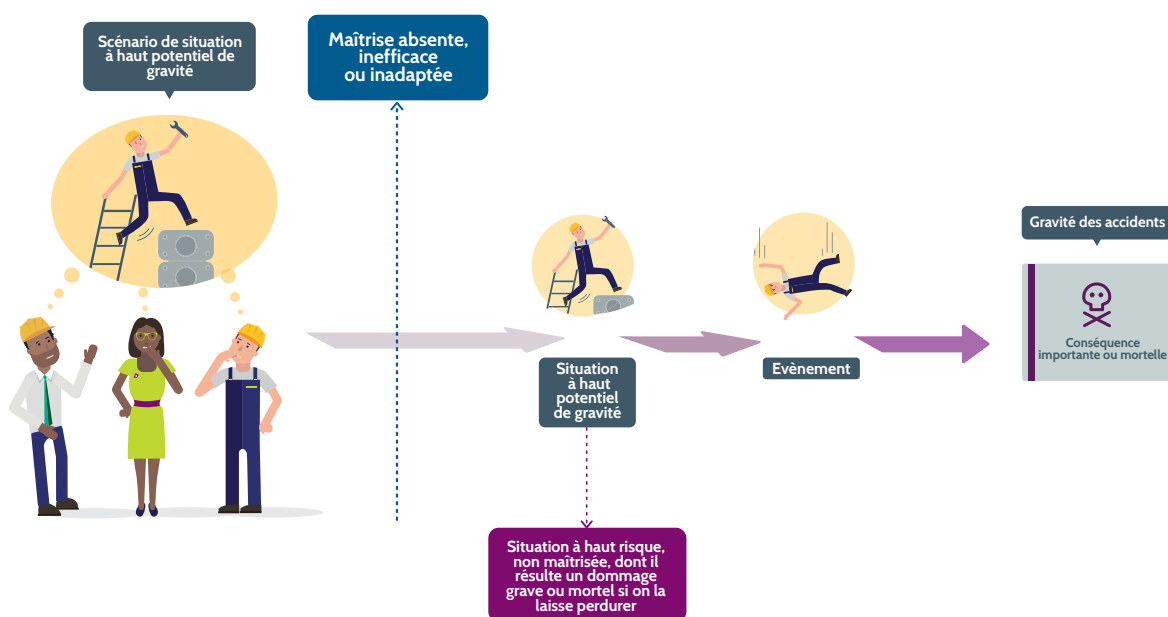 Scénario de situation
à haut potentiel de
gravité
Maîtrise absente,
inefficace
ou inadaptée
Gravité des accidents
Conséquence
importante ou mortelle
Situation
à haut
potentiel
de gravité
Evènement
Situation à haut risque,
non maîtrisée, dont il
résulte un dommage
grave ou mortel si on la
laisse perdurer